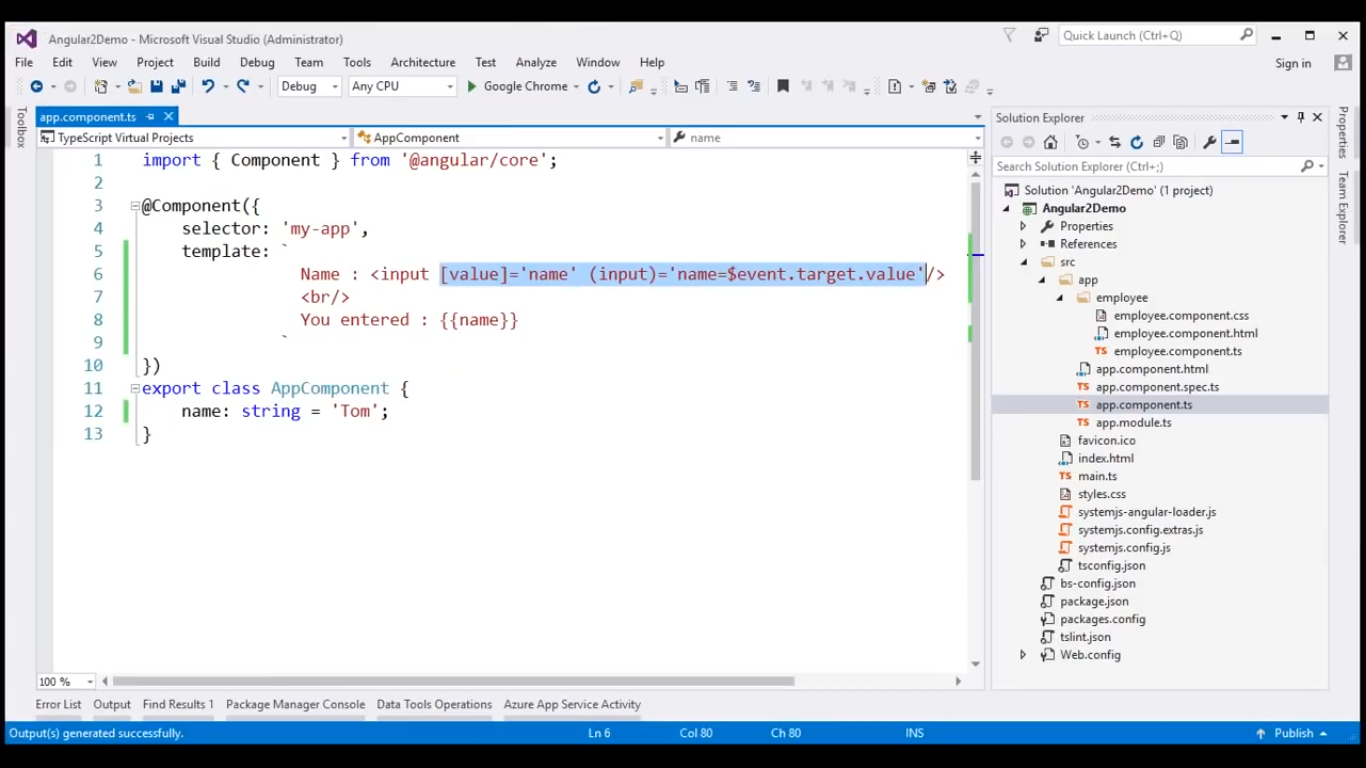 Angular2Demo - Microsoft Visual Studio (Administrator)
Quick Launch (Ctrl+Q)
File Edit View Project Build Debug Team Tools Architecture Test Analyze Window Help
Sign in
Debug Any CPU Google Chrome
Toolbox
app.component.ts
TypeScript Virtual Projects AppComponent name
1 import { Component } from '@angular/core';
2
3 @Component({
4 selector: 'my-app',
5 template: `
6 Name : <input [value]='name' (input)='name=$event.target.value'/>
7 <br/>
8 You entered : {{name}}
9 `
10 })
11 export class AppComponent {
12 name: string = 'Tom';
13 }
100 %
Solution Explorer
Search Solution Explorer (Ctrl+;)
Solution 'Angular2Demo' (1 project)
Angular2Demo
Properties
References
src
app
employee
employee.component.css
employee.component.html
TS employee.component.ts
app.component.html
TS app.component.spec.ts
TS app.component.ts
TS app.module.ts
favicon.ico
index.html
TS main.ts
styles.css
systemjs-angular-loader.js
systemjs.config.extras.js
systemjs.config.js
tsconfig.json
bs-config.json
package.json
packages.config
tslint.json
Web.config
Properties
Team Explorer
Error List Output Find Results 1 Package Manager Console Data Tools Operations Azure App Service Activity
Output(s) generated successfully. Ln 6 Col 80 Ch 80 INS Publish